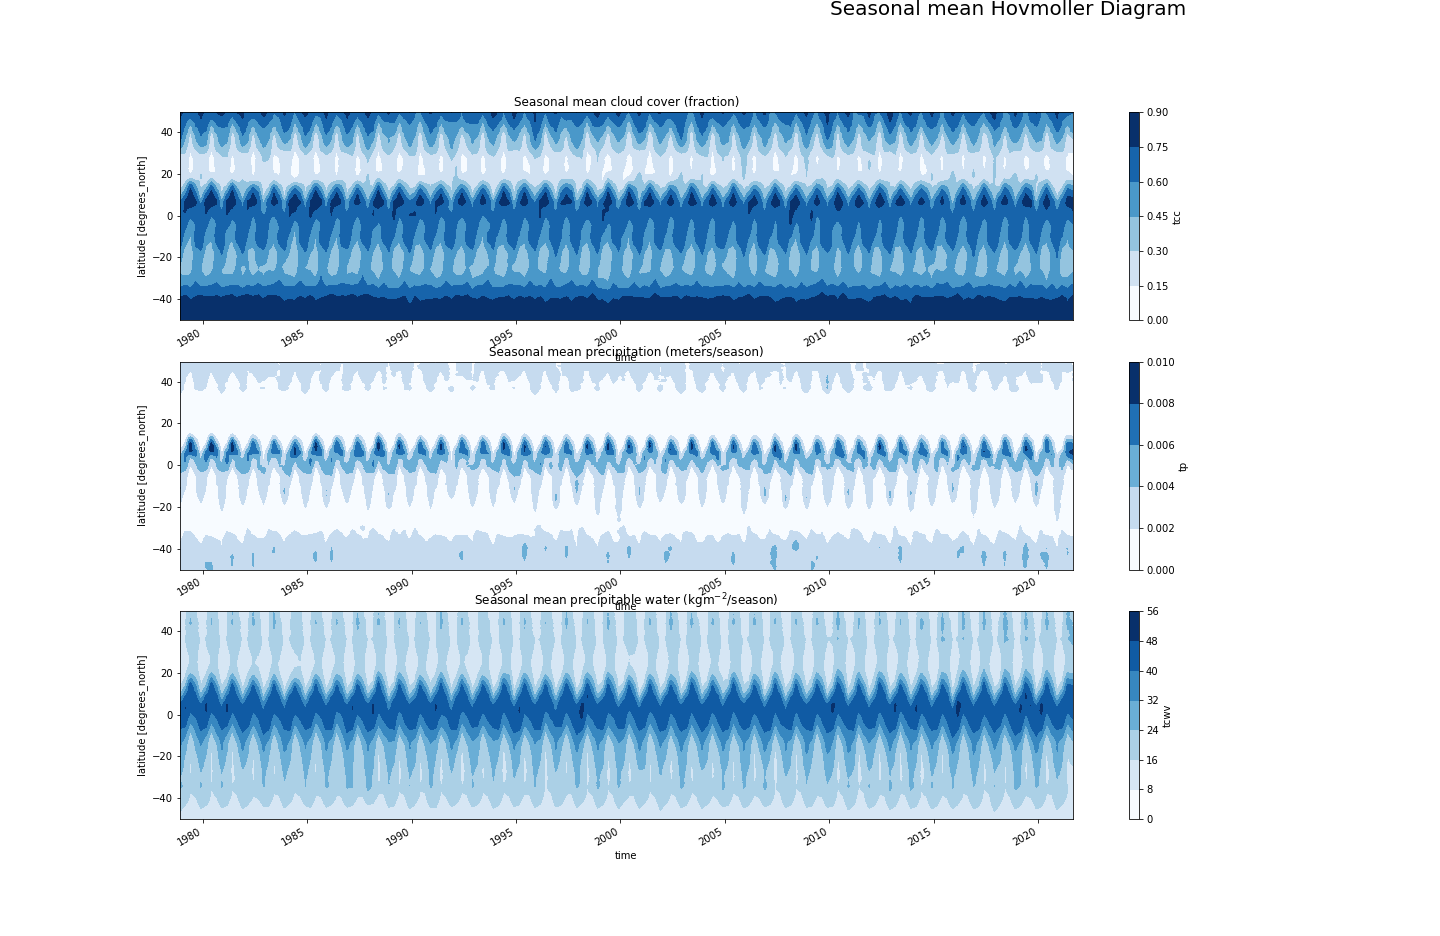 Seasonal mean Hovmoller Diagram
Seasonal mean cloud cover (fraction)
latitude [degrees_north]
40
20
0
−20
−40
1980 1985 1990 1995 2000 2005 2010 2015 2020
time
0.90
0.75
0.60
0.45
0.30
0.15
0.00
tcc
Seasonal mean precipitation (meters/season)
latitude [degrees_north]
40
20
0
−20
−40
1980 1985 1990 1995 2000 2005 2010 2015 2020
time
0.010
0.008
0.006
0.004
0.002
0.000
tp
Seasonal mean precipitable water (kgm⁻²/season)
latitude [degrees_north]
40
20
0
−20
−40
1980 1985 1990 1995 2000 2005 2010 2015 2020
time
56
48
40
32
24
16
8
0
tcwv